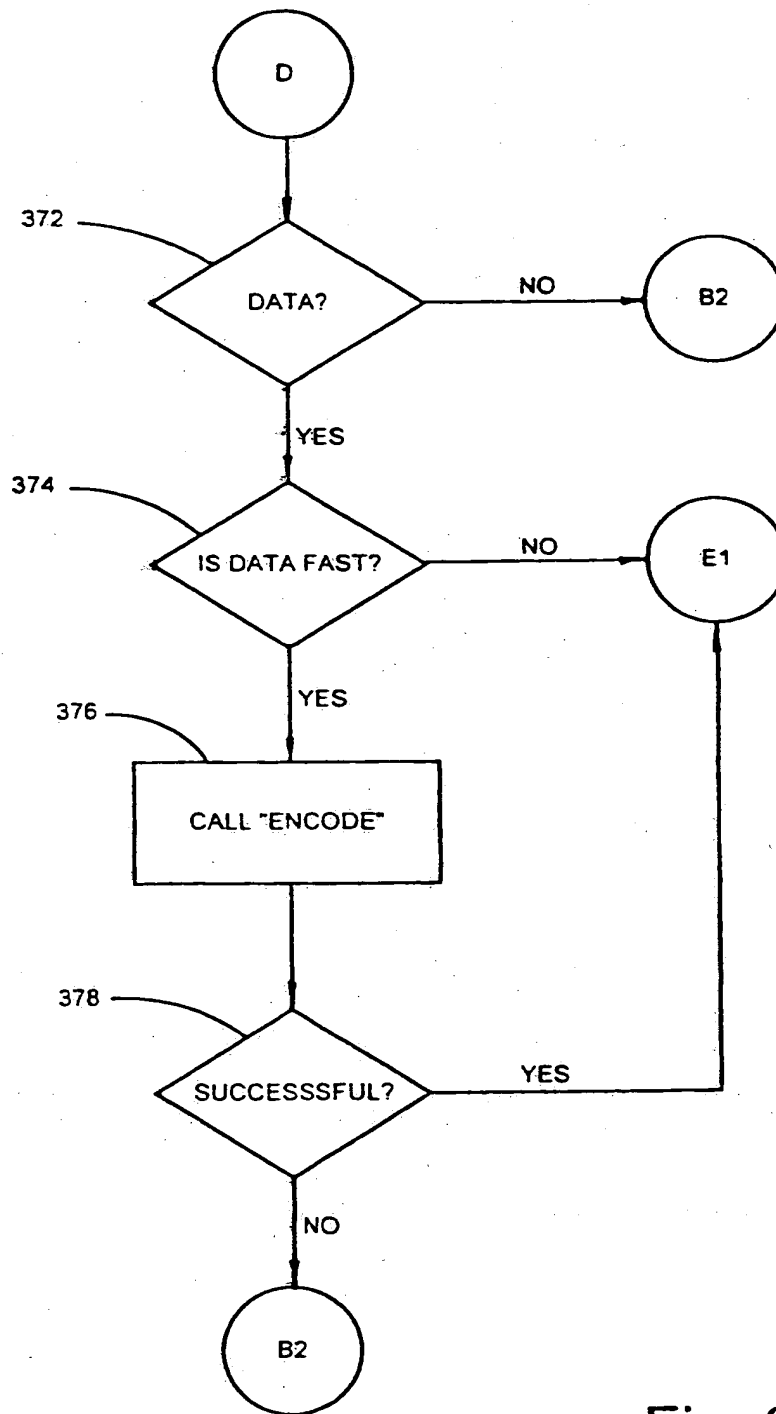 D
372
DATA?
NO
B2
YES
374
IS DATA FAST?
NO
E1
YES
376
CALL "ENCODE"
378
SUCCESSSFUL?
YES
NO
B2
Fig.